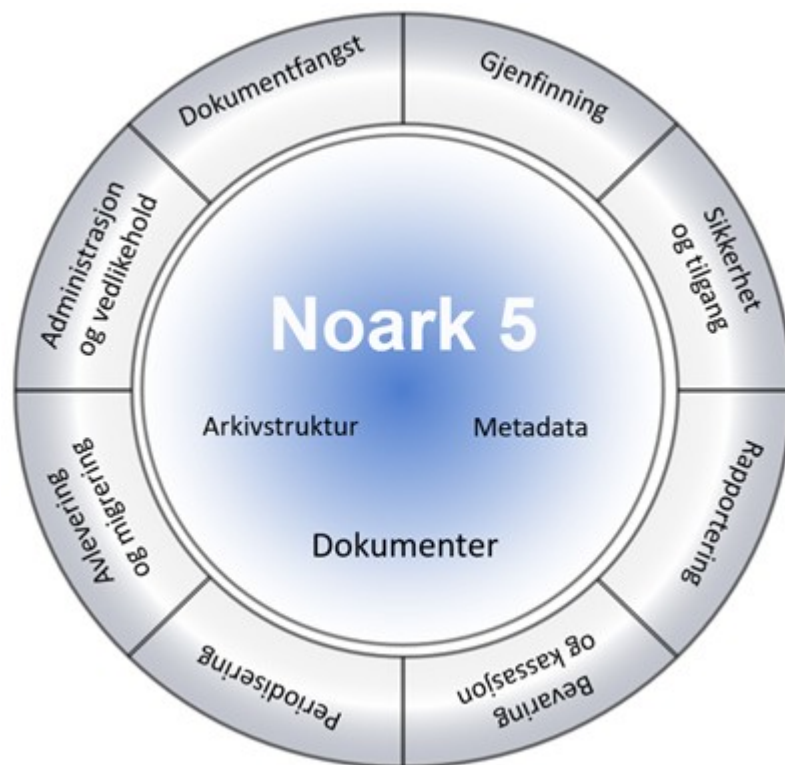 Dokumentfangst
Gjenfinning
Sikkerhet
og tilgang
Rapportering
Bevaring
og kassasjon
Periodisering
Avlevering
og migrering
Administrasjon
og vedlikehold
Noark 5
Arkivstruktur
Metadata
Dokumenter